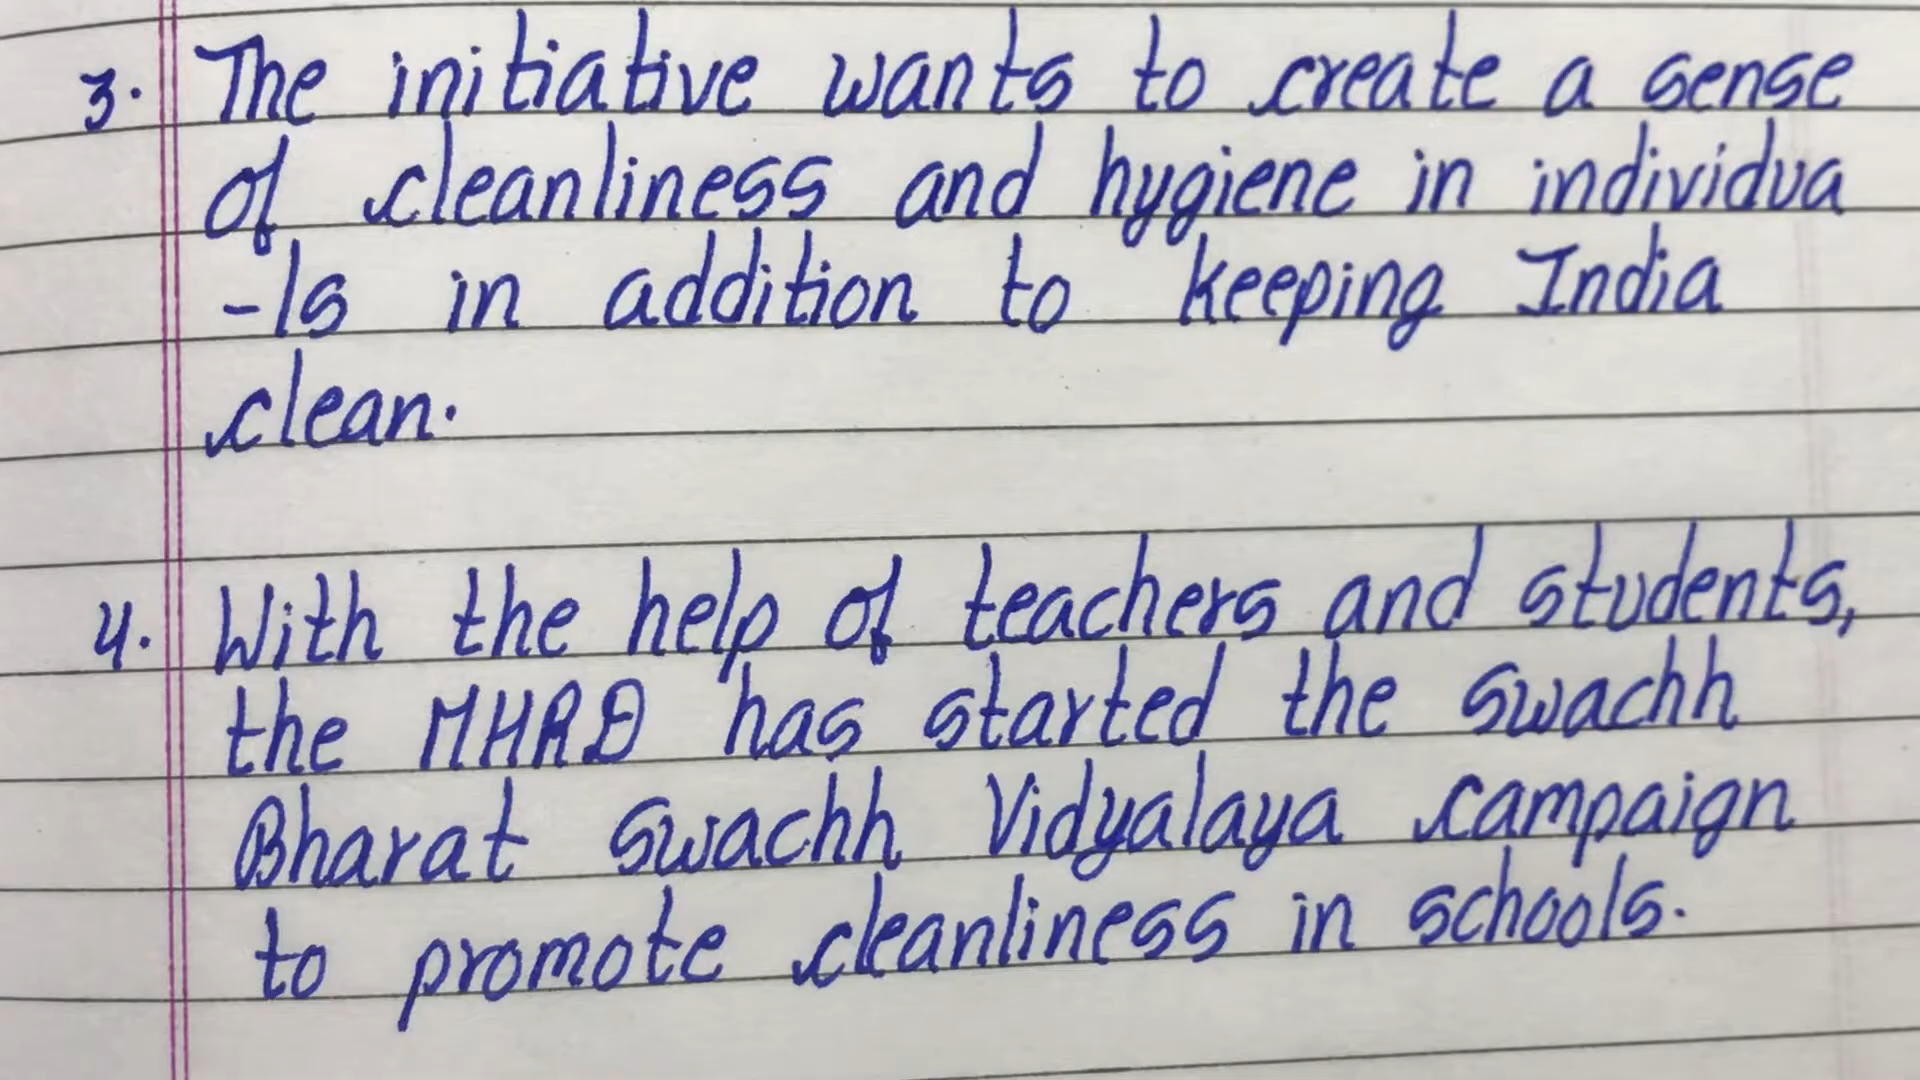 3. The initiative wants to create a sense
of cleanliness and hygiene in individua
-ls in addition to keeping India
clean.
4. With the help of teachers and students,
the MHRD has started the Swachh
Bharat Swachh Vidyalaya campaign
to promote cleanliness in schools.